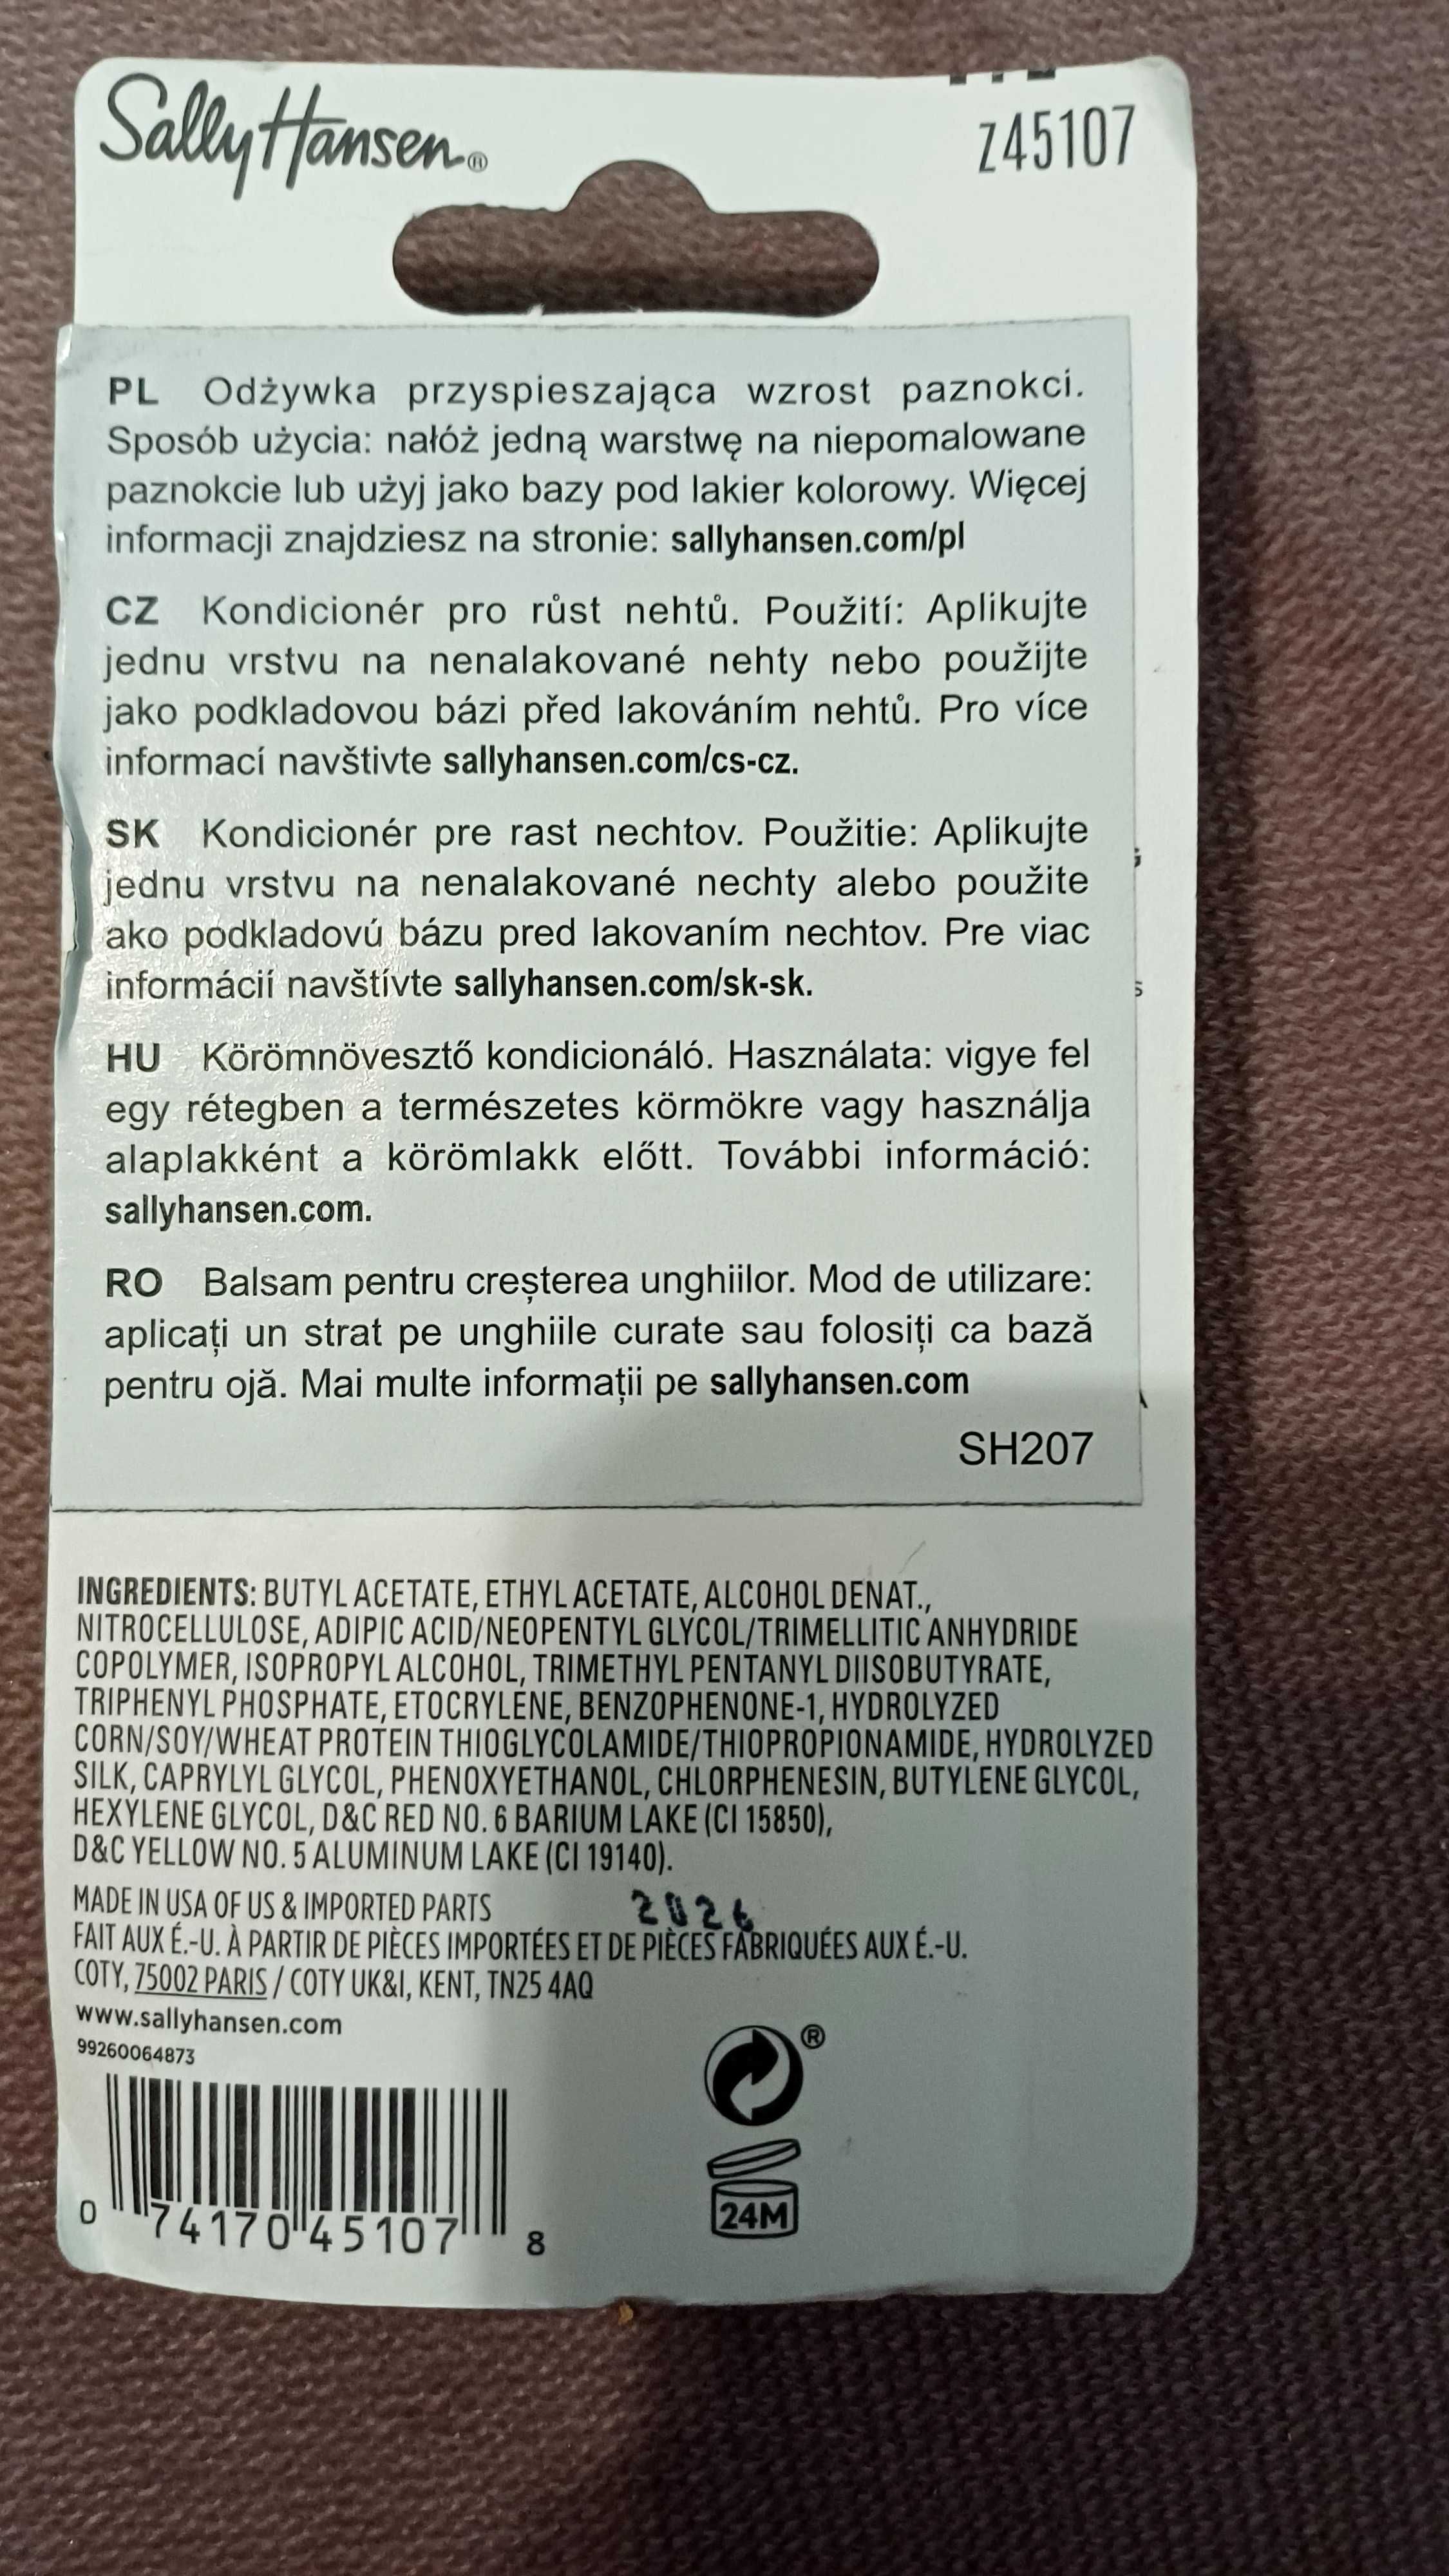 Sally Hansen®
Z45107
PL Odżywka przyspieszająca wzrost paznokci.
Sposób użycia: nałóż jedną warstwę na niepomalowane
paznokcie lub użyj jako bazy pod lakier kolorowy. Więcej
informacji znajdziesz na stronie: sallyhansen.com/pl
CZ Kondicionér pro růst nehtů. Použití: Aplikujte
jednu vrstvu na nenalakované nehty nebo použijte
jako podkladovou bázi před lakováním nehtů. Pro více
informací navštivte sallyhansen.com/cs-cz.
SK Kondicionér pre rast nechtov. Použitie: Aplikujte
jednu vrstvu na nenalakované nechty alebo použite
ako podkladovú bázu pred lakovaním nechtov. Pre viac
informácií navštívte sallyhansen.com/sk-sk.
HU Körömnövesztő kondicionáló. Használata: vigye fel
egy rétegben a természetes körmökre vagy használja
alaplakként a körömlakk előtt. További információ:
sallyhansen.com.
RO Balsam pentru creșterea unghiilor. Mod de utilizare:
aplicați un strat pe unghiile curate sau folosiți ca bază
pentru ojă. Mai multe informații pe sallyhansen.com
SH207
INGREDIENTS: BUTYL ACETATE, ETHYL ACETATE, ALCOHOL DENAT.,
NITROCELLULOSE, ADIPIC ACID/NEOPENTYL GLYCOL/TRIMELLITIC ANHYDRIDE
COPOLYMER, ISOPROPYL ALCOHOL, TRIMETHYL PENTANYL DIISOBUTYRATE,
TRIPHENYL PHOSPHATE, ETOCRYLENE, BENZOPHENONE-1, HYDROLYZED
CORN/SOY/WHEAT PROTEIN THIOGLYCOLAMIDE/THIOPROPIONAMIDE, HYDROLYZED
SILK, CAPRYLYL GLYCOL, PHENOXYETHANOL, CHLORPHENESIN, BUTYLENE GLYCOL,
HEXYLENE GLYCOL, D&C RED NO. 6 BARIUM LAKE (CI 15850),
D&C YELLOW NO. 5 ALUMINUM LAKE (CI 19140).
MADE IN USA OF US & IMPORTED PARTS
2026
FAIT AUX É.-U. À PARTIR DE PIÈCES IMPORTÉES ET DE PIÈCES FABRIQUÉES AUX É.-U.
COTY, 75002 PARIS / COTY UK&I, KENT, TN25 4AQ
www.sallyhansen.com
99260064873
®
24M
0 74170 45107 8